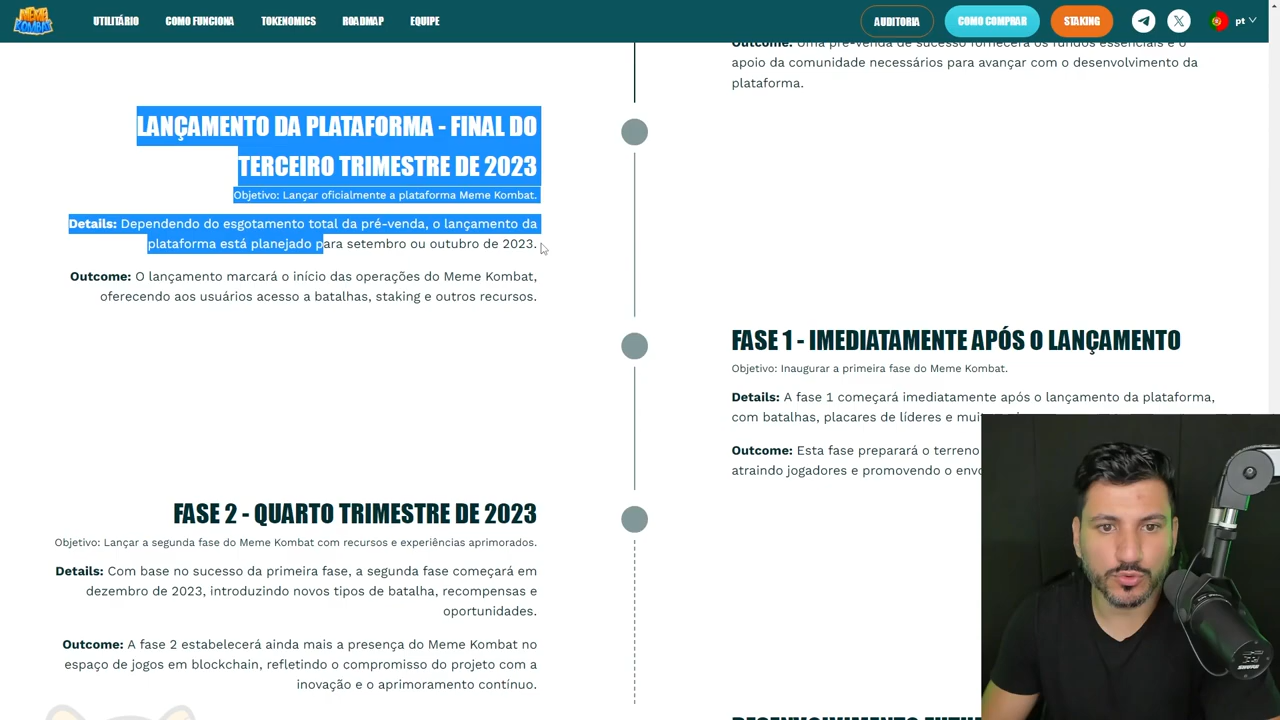 MEME
KOMBAT
UTILITÁRIO
COMO FUNCIONA
TOKENOMICS
ROADMAP
EQUIPE
AUDITORIA
COMO COMPRAR
STAKING
pt
Outcome: Uma pré-venda de sucesso fornecerá os fundos essenciais e o
apoio da comunidade necessários para avançar com o desenvolvimento da
plataforma.
LANÇAMENTO DA PLATAFORMA - FINAL DO
TERCEIRO TRIMESTRE DE 2023
Objetivo: Lançar oficialmente a plataforma Meme Kombat.
Details: Dependendo do esgotamento total da pré-venda, o lançamento da
plataforma está planejado para setembro ou outubro de 2023.
Outcome: O lançamento marcará o início das operações do Meme Kombat,
oferecendo aos usuários acesso a batalhas, staking e outros recursos.
FASE 1 - IMEDIATAMENTE APÓS O LANÇAMENTO
Objetivo: Inaugurar a primeira fase do Meme Kombat.
Details: A fase 1 começará imediatamente após o lançamento da plataforma,
com batalhas, placares de líderes e
Outcome: Esta fase preparará o terreno
atraindo jogadores e promovendo o
FASE 2 - QUARTO TRIMESTRE DE 2023
Objetivo: Lançar a segunda fase do Meme Kombat com recursos e experiências aprimorados.
Details: Com base no sucesso da primeira fase, a segunda fase começará em
dezembro de 2023, introduzindo novos tipos de batalha, recompensas e
oportunidades.
Outcome: A fase 2 estabelecerá ainda mais a presença do Meme Kombat no
espaço de jogos em blockchain, refletindo o compromisso do projeto com a
inovação e o aprimoramento contínuo.